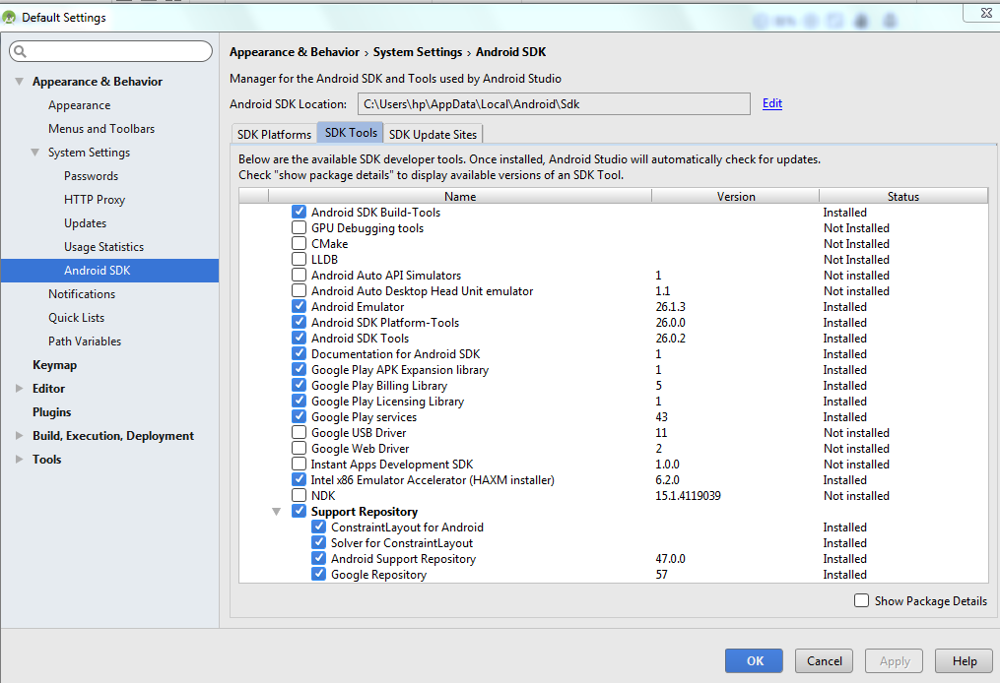 Default Settings
Appearance & Behavior
Appearance
Menus and Toolbars
System Settings
Passwords
HTTP Proxy
Updates
Usage Statistics
Android SDK
Notifications
Quick Lists
Path Variables
Keymap
Editor
Plugins
Build, Execution, Deployment
Tools
Appearance & Behavior › System Settings › Android SDK
Manager for the Android SDK and Tools used by Android Studio
Android SDK Location: C:\Users\hp\AppData\Local\Android\Sdk Edit
SDK Platforms SDK Tools SDK Update Sites
Below are the available SDK developer tools. Once installed, Android Studio will automatically check for updates.
Check "show package details" to display available versions of an SDK Tool.
Name Version Status
Android SDK Build-Tools Installed
GPU Debugging tools Not Installed
CMake Not Installed
LLDB Not Installed
Android Auto API Simulators 1 Not installed
Android Auto Desktop Head Unit emulator 1.1 Not installed
Android Emulator 26.1.3 Installed
Android SDK Platform-Tools 26.0.0 Installed
Android SDK Tools 26.0.2 Installed
Documentation for Android SDK 1 Installed
Google Play APK Expansion library 1 Installed
Google Play Billing Library 5 Installed
Google Play Licensing Library 1 Installed
Google Play services 43 Installed
Google USB Driver 11 Not installed
Google Web Driver 2 Not installed
Instant Apps Development SDK 1.0.0 Not installed
Intel x86 Emulator Accelerator (HAXM installer) 6.2.0 Installed
NDK 15.1.4119039 Not installed
Support Repository
ConstraintLayout for Android Installed
Solver for ConstraintLayout Installed
Android Support Repository 47.0.0 Installed
Google Repository 57 Installed
Show Package Details
OK Cancel Apply Help